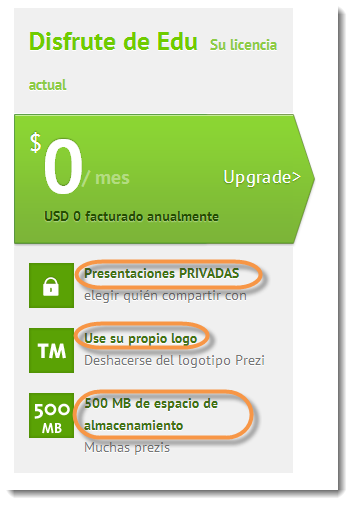 Disfrute de Edu Su licencia
actual
$0/ mes
Upgrade>
USD 0 facturado anualmente
Presentaciones PRIVADAS
elegir quién compartir con
TM
Use su propio logo
Deshacerse del logotipo Prezi
500
MB
500 MB de espacio de
almacenamiento
Muchas prezis